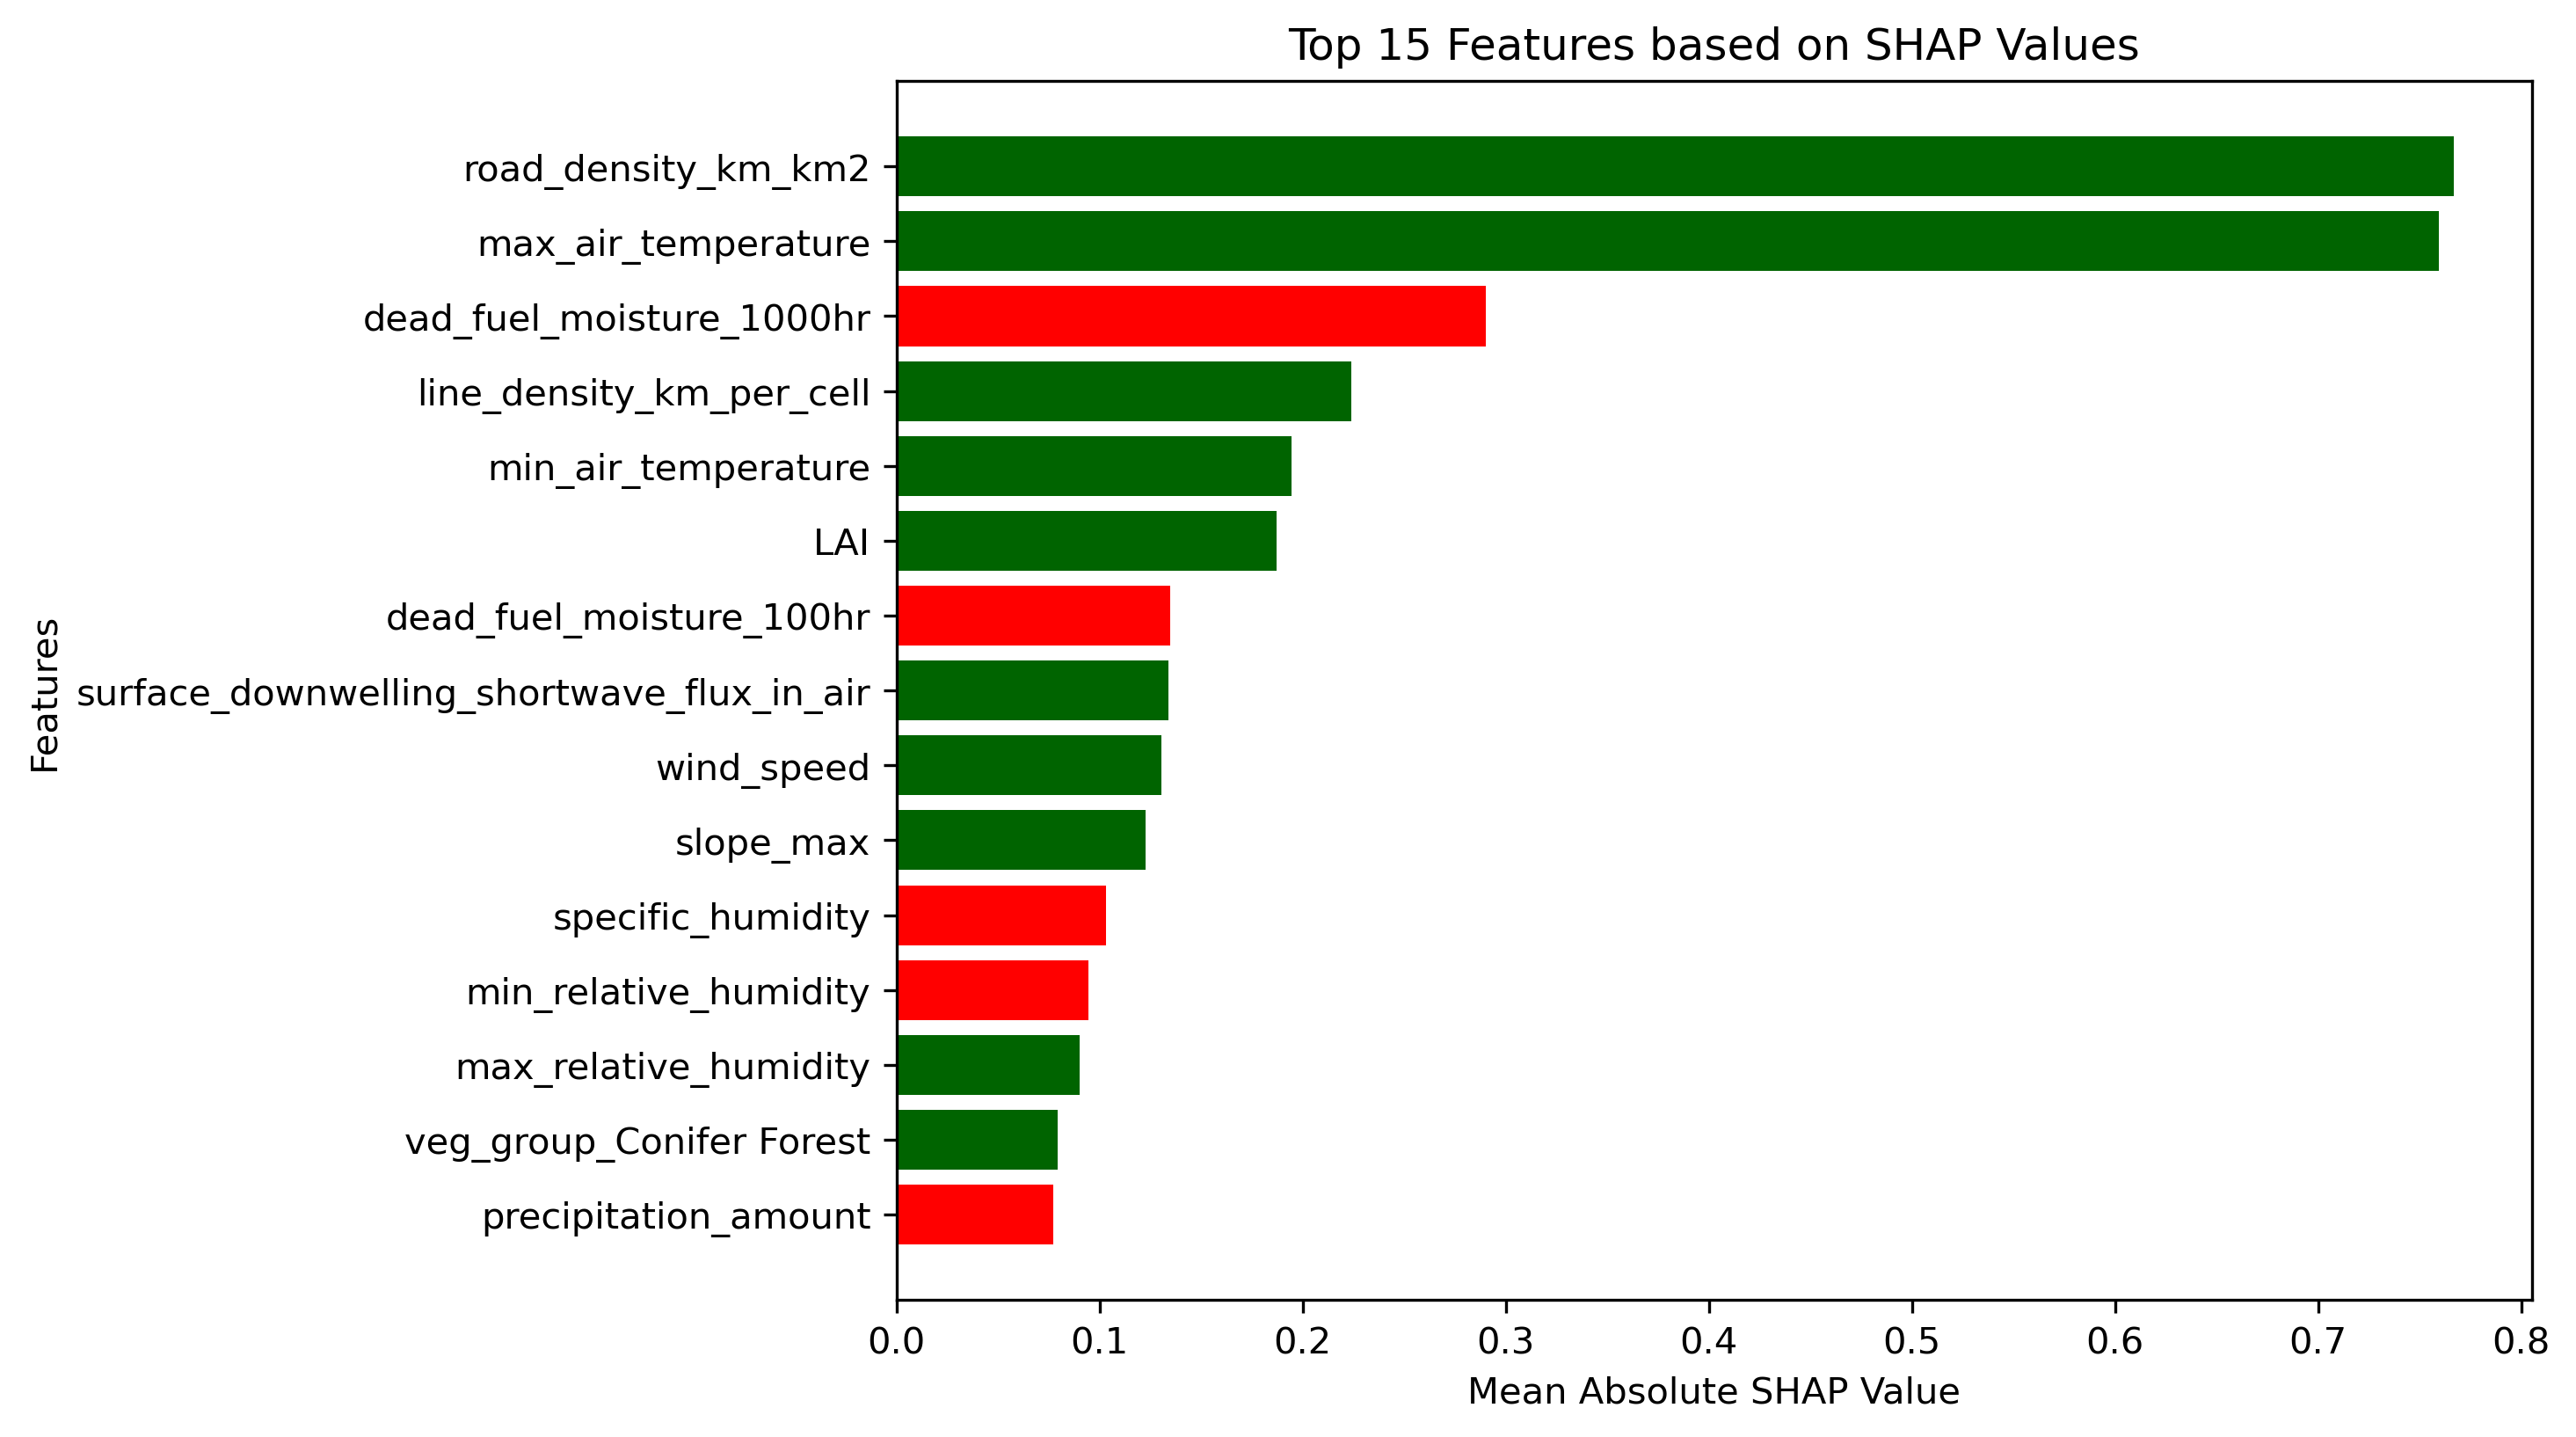 Top 15 Features based on SHAP Values
Features
road_density_km_km2
max_air_temperature
dead_fuel_moisture_1000hr
line_density_km_per_cell
min_air_temperature
LAI
dead_fuel_moisture_100hr
surface_downwelling_shortwave_flux_in_air
wind_speed
slope_max
specific_humidity
min_relative_humidity
max_relative_humidity
veg_group_Conifer Forest
precipitation_amount
0.0 0.1 0.2 0.3 0.4 0.5 0.6 0.7 0.8
Mean Absolute SHAP Value